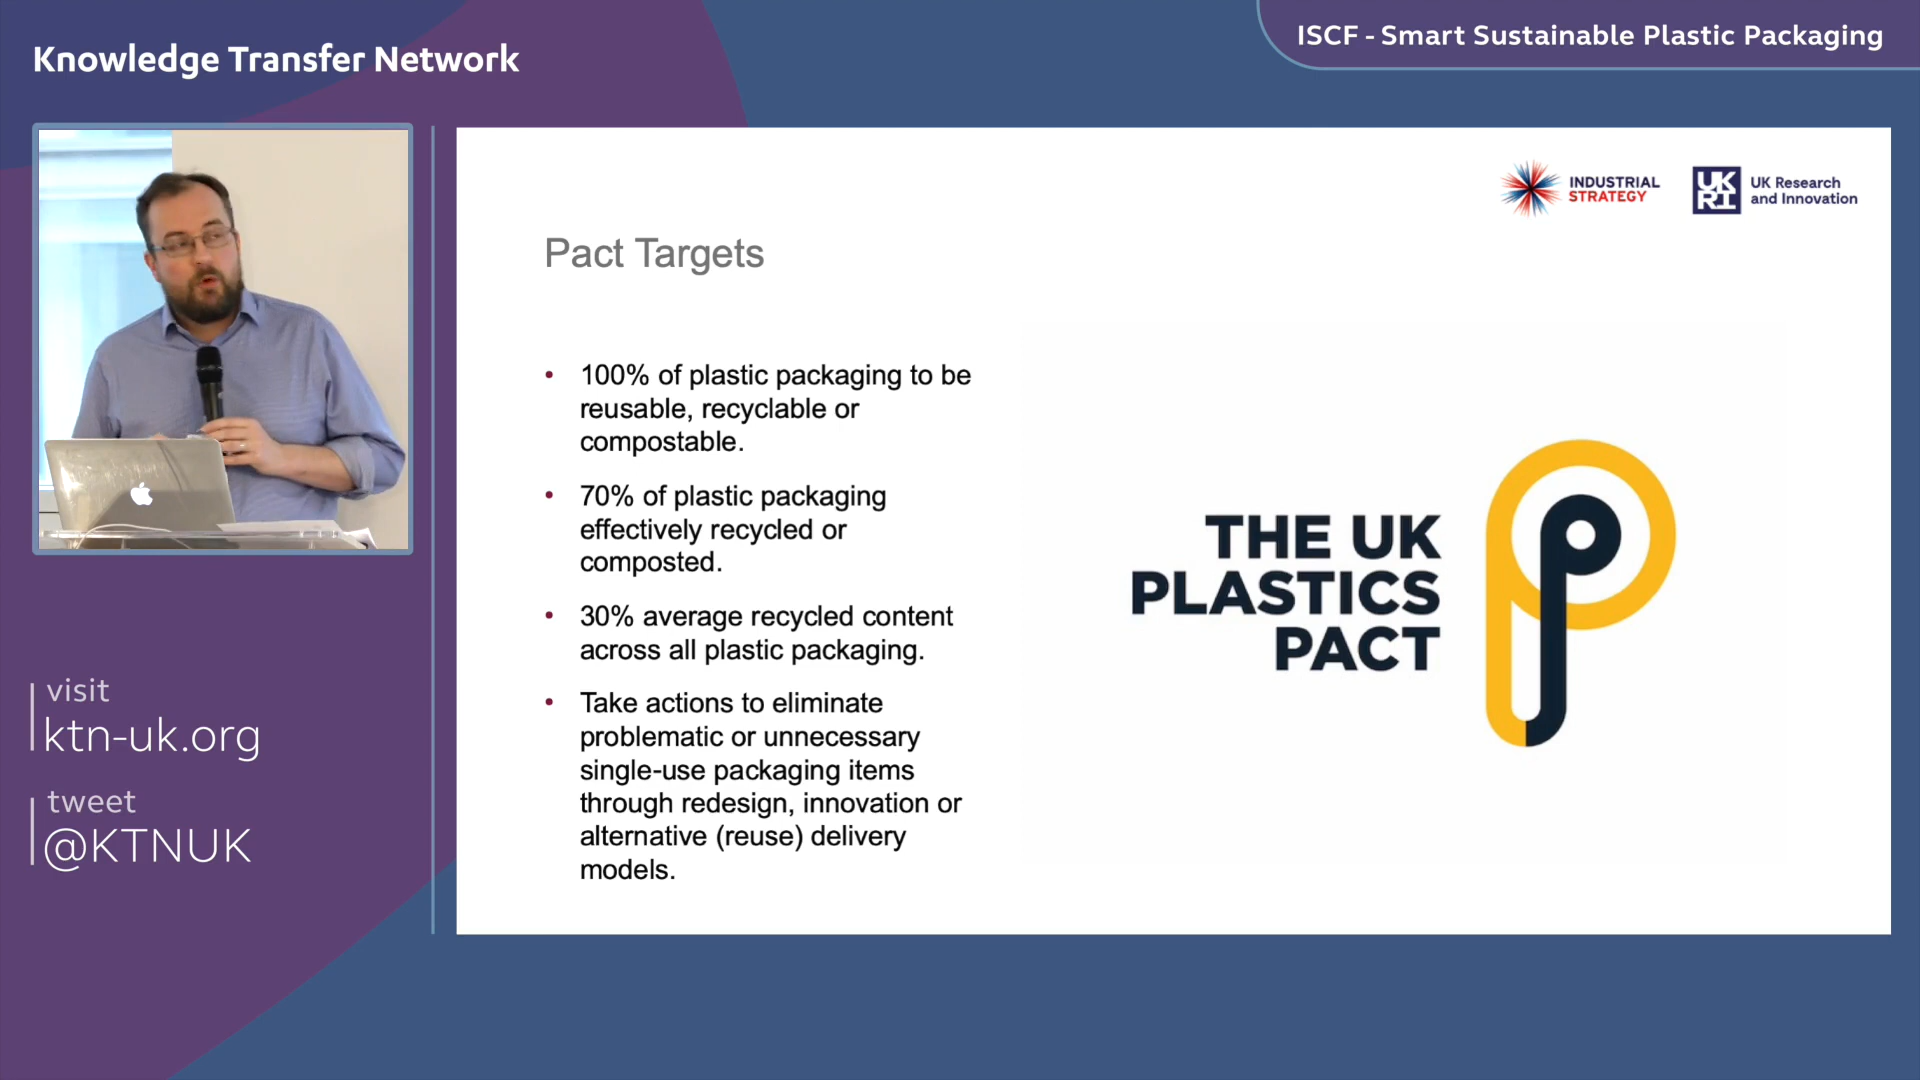 Knowledge Transfer Network
ISCF - Smart Sustainable Plastic Packaging
INDUSTRIAL
STRATEGY
UK
RI
UK Research
and Innovation
Pact Targets
• 100% of plastic packaging to be
reusable, recyclable or
compostable.
• 70% of plastic packaging
effectively recycled or
composted.
• 30% average recycled content
across all plastic packaging.
• Take actions to eliminate
problematic or unnecessary
single-use packaging items
through redesign, innovation or
alternative (reuse) delivery
models.
THE UK
PLASTICS
PACT
visit
ktn-uk.org
tweet
@KTNUK